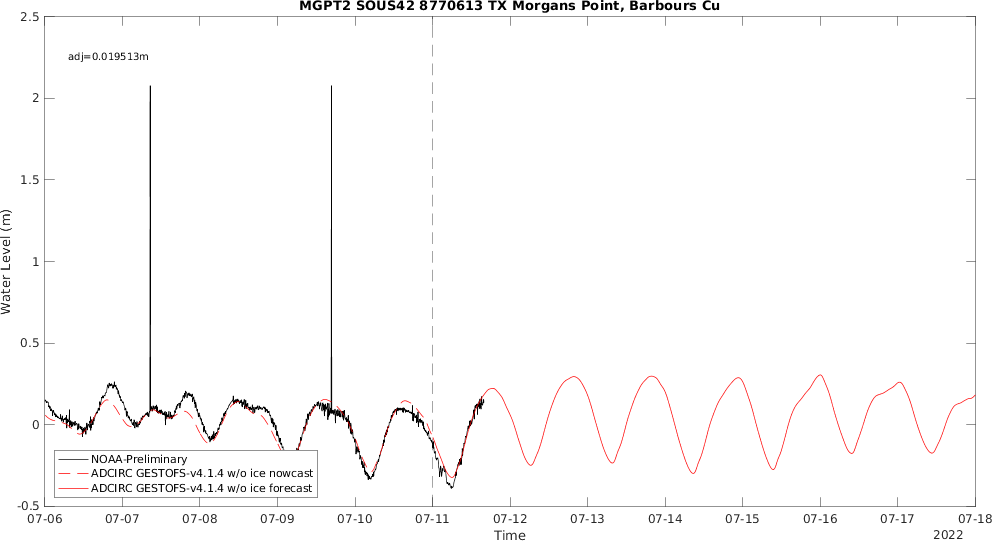 MGPT2 SOUS42 8770613 TX Morgans Point, Barbours Cu
adj=0.019513m
Water Level (m)
2.5
2
1.5
1
0.5
0
-0.5
NOAA-Preliminary
ADCIRC GESTOFS-v4.1.4 w/o ice nowcast
ADCIRC GESTOFS-v4.1.4 w/o ice forecast
07-06 07-07 07-08 07-09 07-10 07-11 07-12 07-13 07-14 07-15 07-16 07-17 07-18
Time
2022